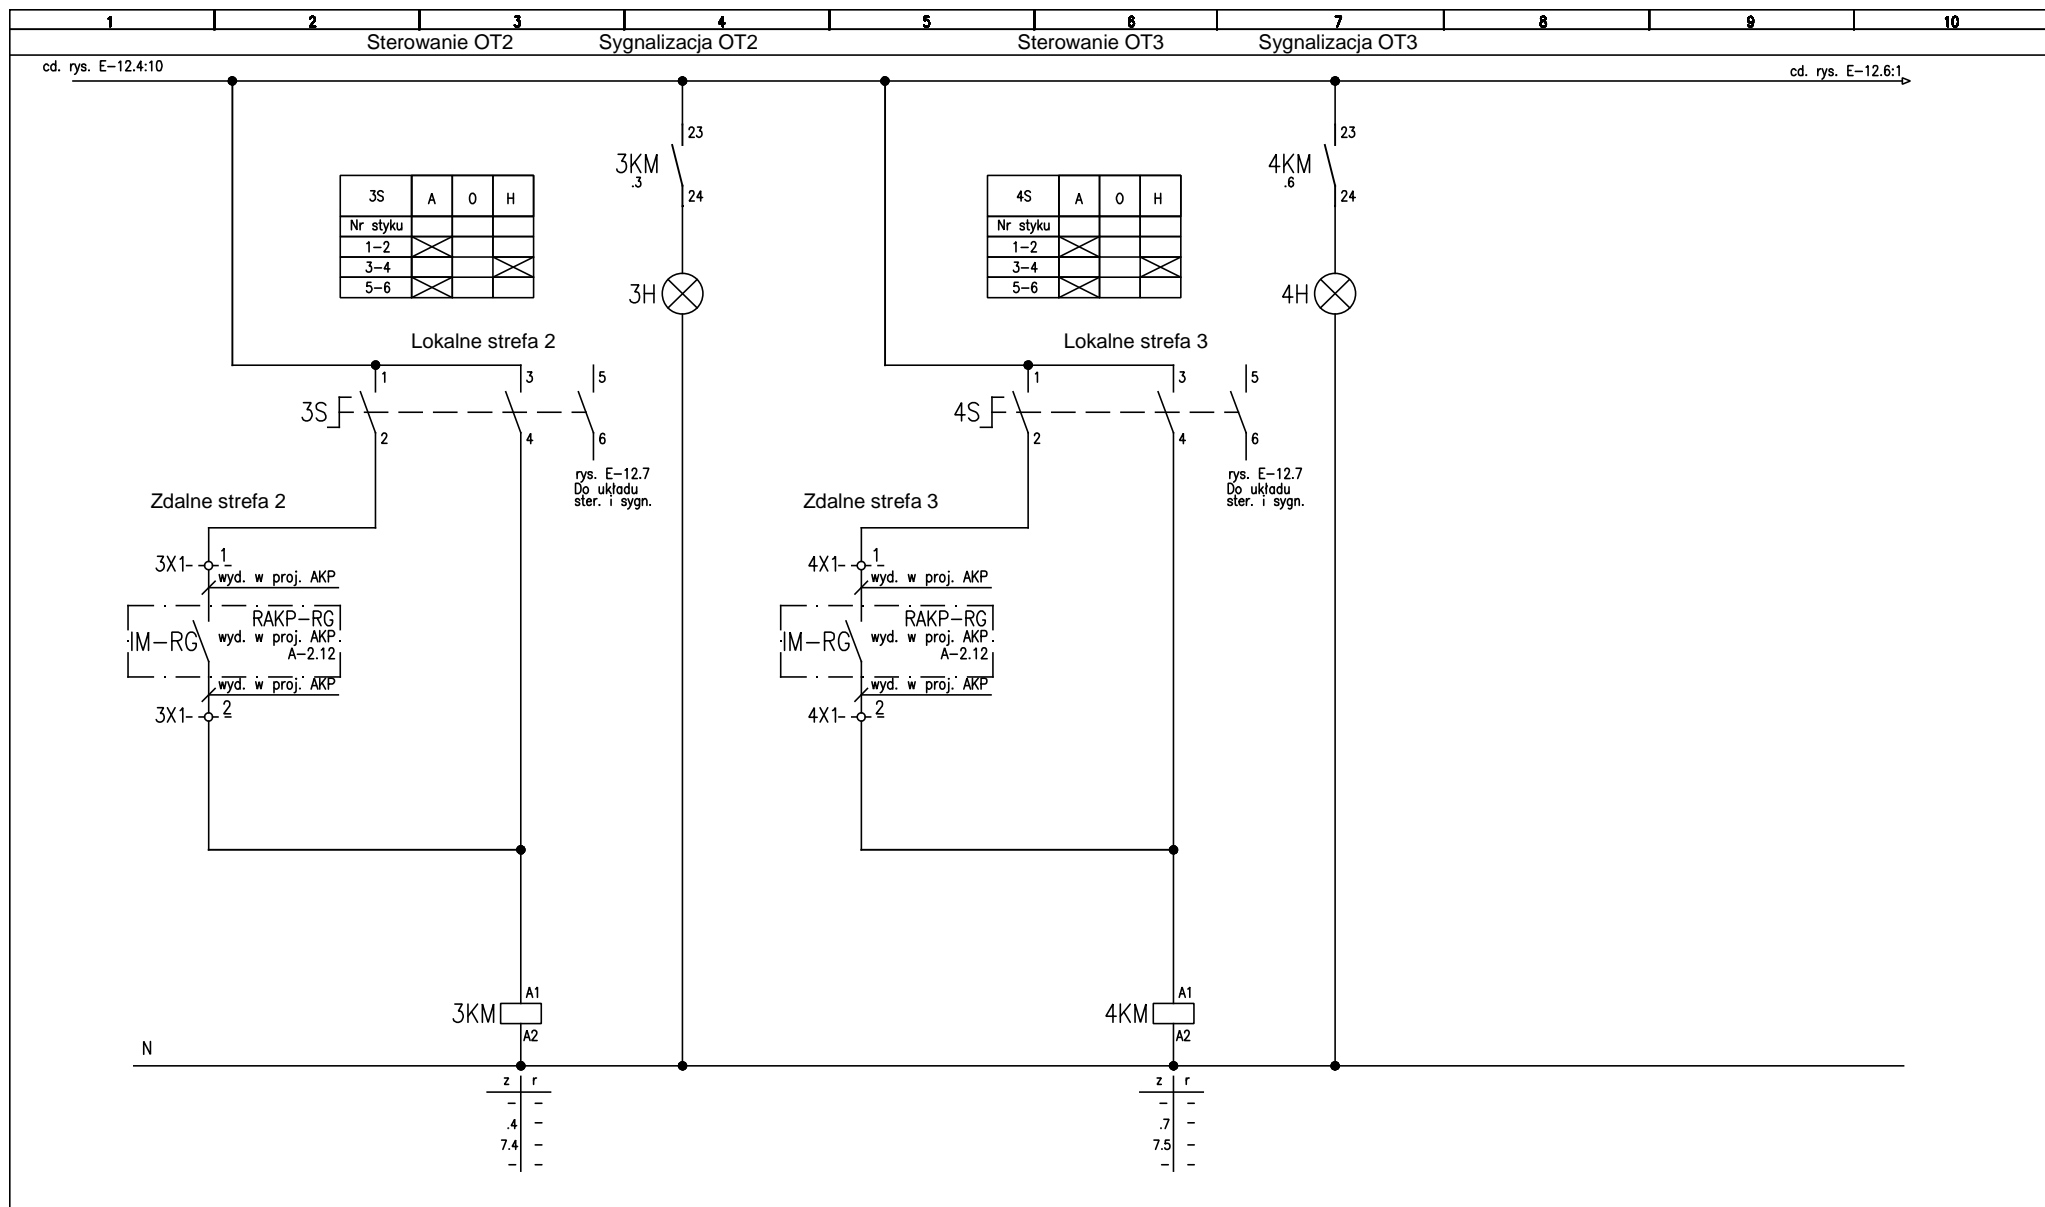 1 2 3 4 5 6 7 8 9 10
Sterowanie OT2 Sygnalizacja OT2 Sterowanie OT3 Sygnalizacja OT3
cd. rys. E-12.4:10 cd. rys. E-12.6:1
23 23
3KM 4KM
.3 .6
24 24
3S A O H
Nr styku
1-2
3-4
5-6
4S A O H
Nr styku
1-2
3-4
5-6
3H 4H
Lokalne strefa 2 Lokalne strefa 3
1 3 5 1 3 5
3S 4S
2 4 6 2 4 6
rys. E-12.7
Do układu
ster. i sygn.
rys. E-12.7
Do układu
ster. i sygn.
Zdalne strefa 2 Zdalne strefa 3
3X1 1 4X1 1
wyd. w proj. AKP wyd. w proj. AKP
RAKP-RG RAKP-RG
IM-RG wyd. w proj. AKP IM-RG wyd. w proj. AKP
A-2.12 A-2.12
wyd. w proj. AKP wyd. w proj. AKP
3X1 2 4X1 2
A1 A1
3KM 4KM
A2 A2
N
z r z r
- - - -
.4 - .7 -
7.4 - 7.5 -
- - - -